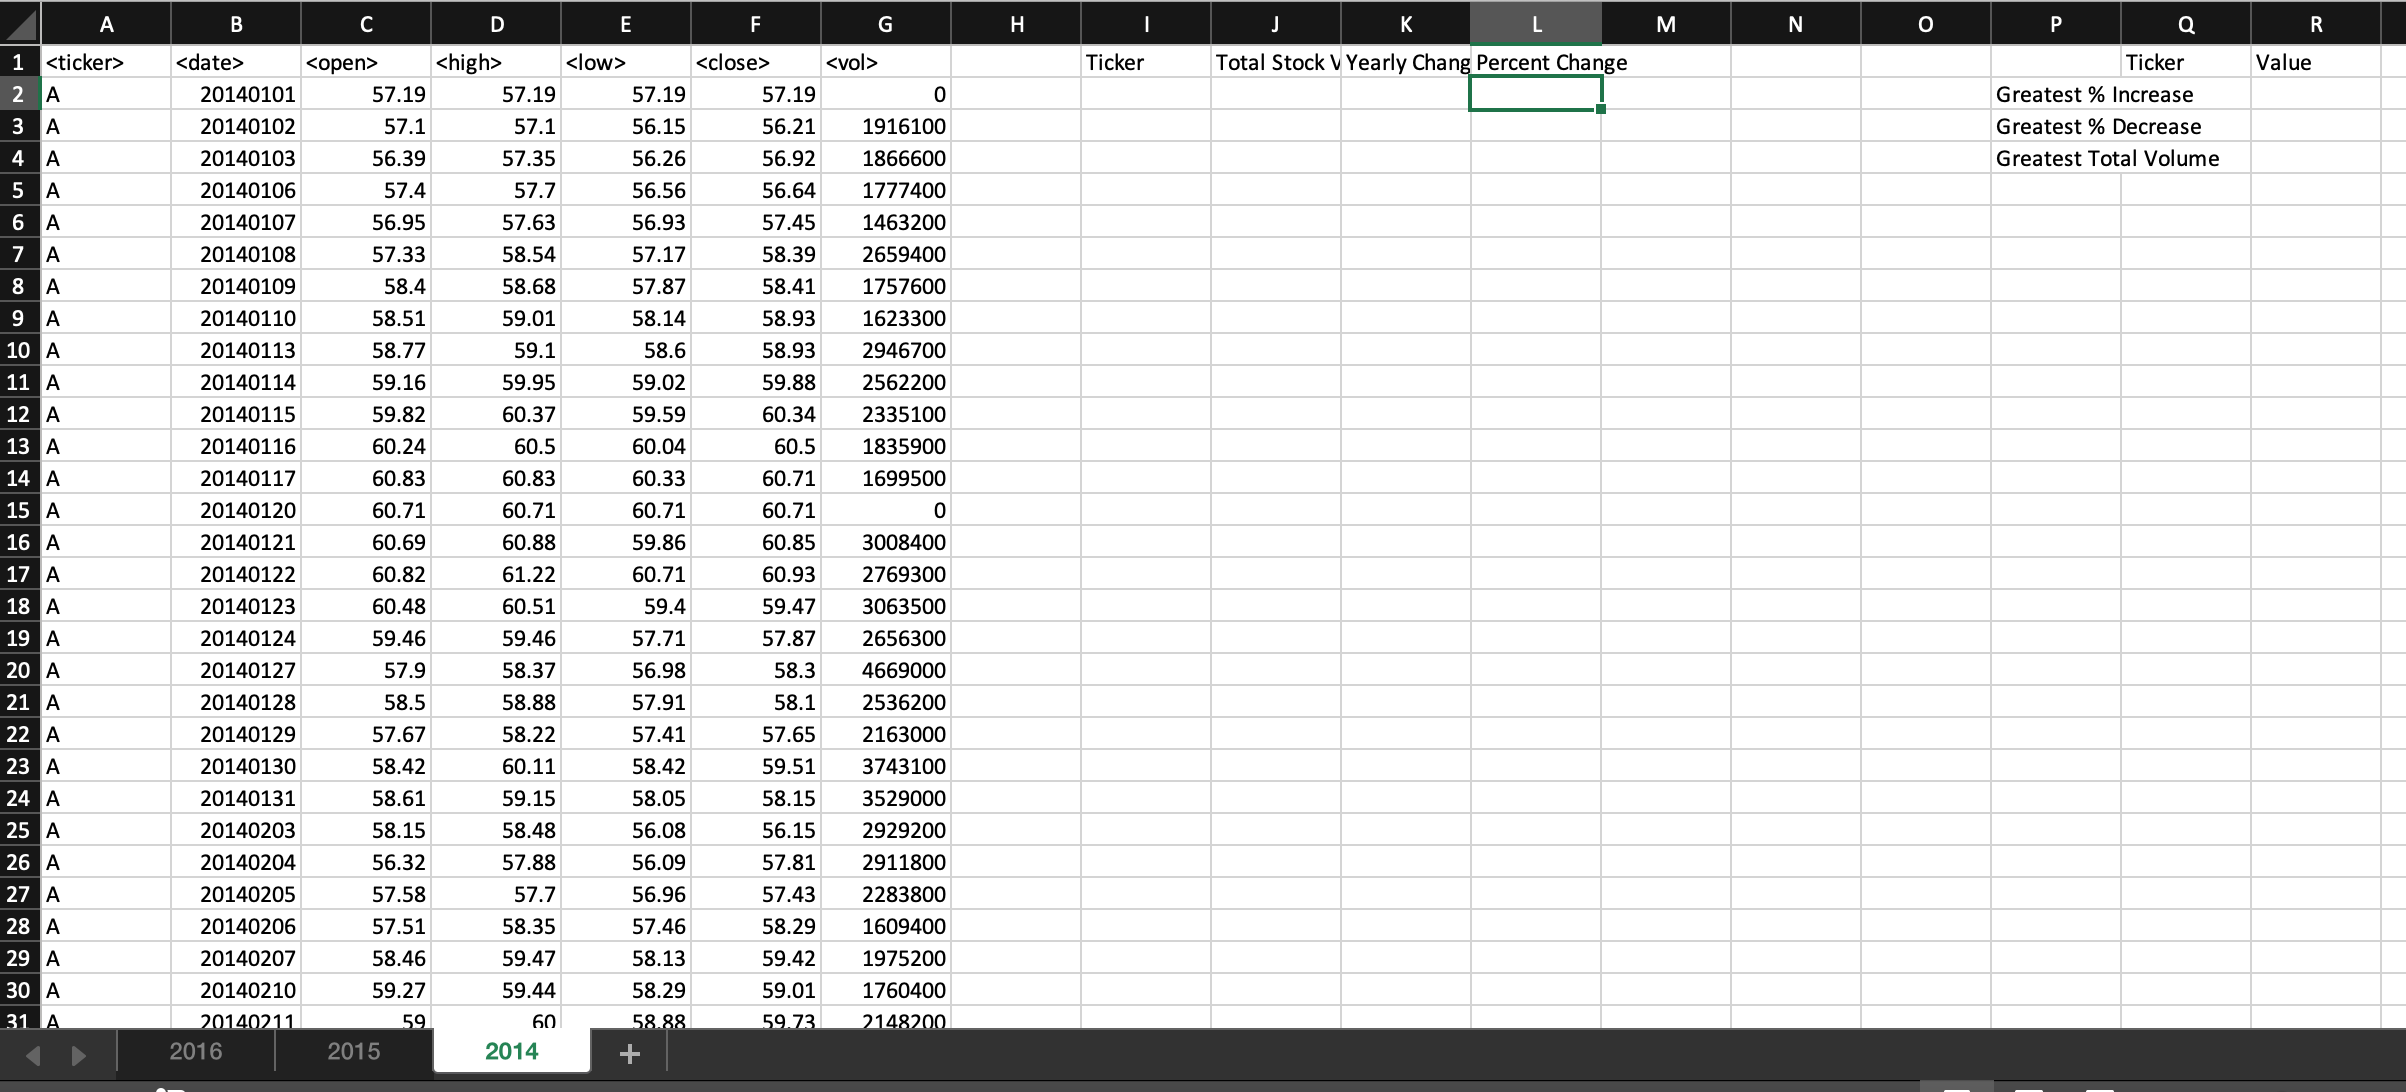 A B C D E F G H I J K L M N O P Q R
1 <ticker> <date> <open> <high> <low> <close> <vol> Ticker Total Stock V Yearly Chang Percent Change Ticker Value
2 A 20140101 57.19 57.19 57.19 57.19 0 Greatest % Increase
3 A 20140102 57.1 57.1 56.15 56.21 1916100 Greatest % Decrease
4 A 20140103 56.39 57.35 56.26 56.92 1866600 Greatest Total Volume
5 A 20140106 57.4 57.7 56.56 56.64 1777400
6 A 20140107 56.95 57.63 56.93 57.45 1463200
7 A 20140108 57.33 58.54 57.17 58.39 2659400
8 A 20140109 58.4 58.68 57.87 58.41 1757600
9 A 20140110 58.51 59.01 58.14 58.93 1623300
10 A 20140113 58.77 59.1 58.6 58.93 2946700
11 A 20140114 59.16 59.95 59.02 59.88 2562200
12 A 20140115 59.82 60.37 59.59 60.34 2335100
13 A 20140116 60.24 60.5 60.04 60.5 1835900
14 A 20140117 60.83 60.83 60.33 60.71 1699500
15 A 20140120 60.71 60.71 60.71 60.71 0
16 A 20140121 60.69 60.88 59.86 60.85 3008400
17 A 20140122 60.82 61.22 60.71 60.93 2769300
18 A 20140123 60.48 60.51 59.4 59.47 3063500
19 A 20140124 59.46 59.46 57.71 57.87 2656300
20 A 20140127 57.9 58.37 56.98 58.3 4669000
21 A 20140128 58.5 58.88 57.91 58.1 2536200
22 A 20140129 57.67 58.22 57.41 57.65 2163000
23 A 20140130 58.42 60.11 58.42 59.51 3743100
24 A 20140131 58.61 59.15 58.05 58.15 3529000
25 A 20140203 58.15 58.48 56.08 56.15 2929200
26 A 20140204 56.32 57.88 56.09 57.81 2911800
27 A 20140205 57.58 57.7 56.96 57.43 2283800
28 A 20140206 57.51 58.35 57.46 58.29 1609400
29 A 20140207 58.46 59.47 58.13 59.42 1975200
30 A 20140210 59.27 59.44 58.29 59.01 1760400
31 A 20140211 59 60 58.88 59.73 2148200
2016 2015 2014 +